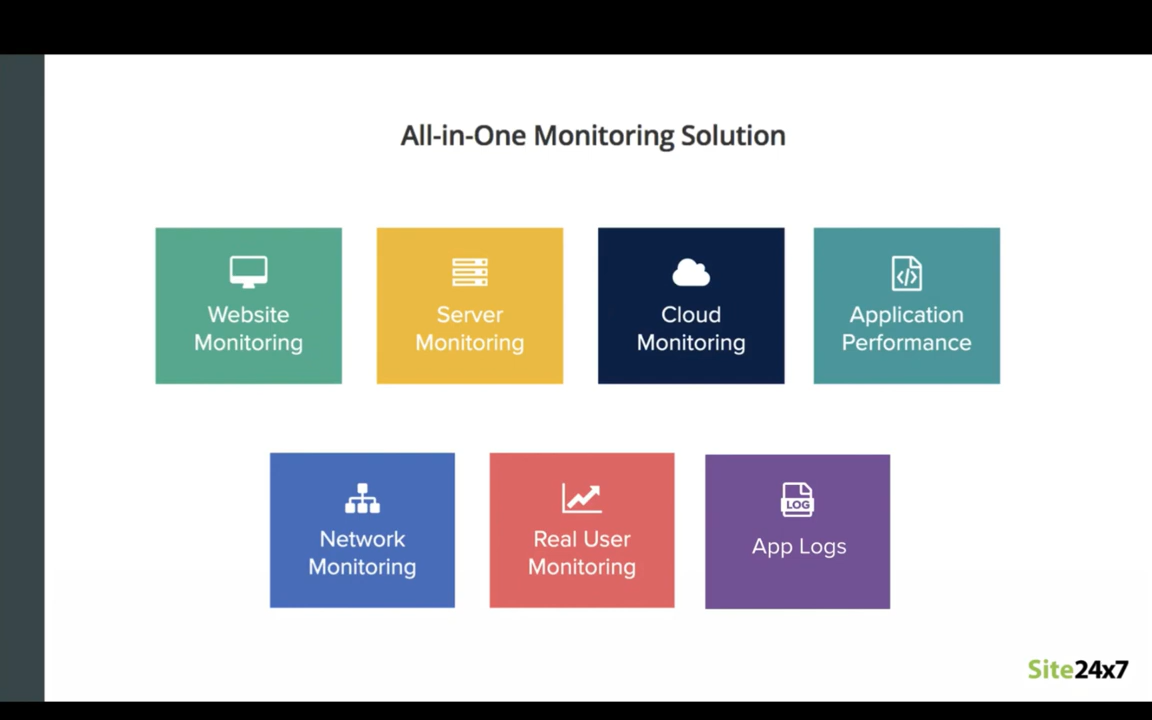 All-in-One Monitoring Solution
Website
Monitoring
Server
Monitoring
Cloud
Monitoring
Application
Performance
Network
Monitoring
Real User
Monitoring
LOG
App Logs
Site24x7